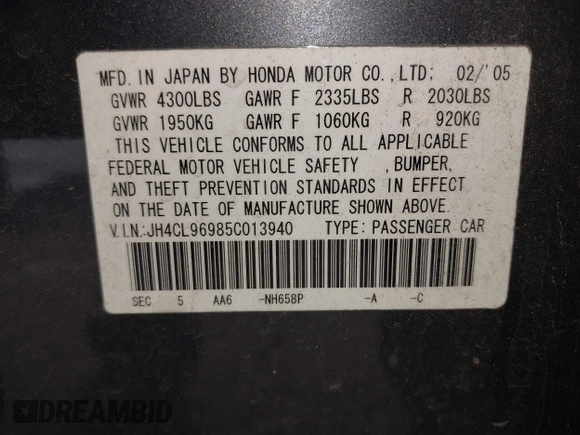 MFD. IN JAPAN BY HONDA MOTOR CO.,LTD: 02/'05
GVWR 4300LBS GAWR F 2335LBS R 2030LBS
GVWR 1950KG GAWR F 1060KG R 920KG
.THIS VEHICLE CONFORMS TO ALL APPLICABLE
FEDERAL MOTOR VEHICLE SAFETY ,BUMPER,
AND THEFT PREVENTION STANDARDS IN EFFECT
ON THE DATE OF MANUFACTURE SHOWN ABOVE.
V.I.N:JH4CL96985C013940 TYPE:PASSENGER CAR
SEC 5 AA6 -NH658P -A -C
DREAMBID